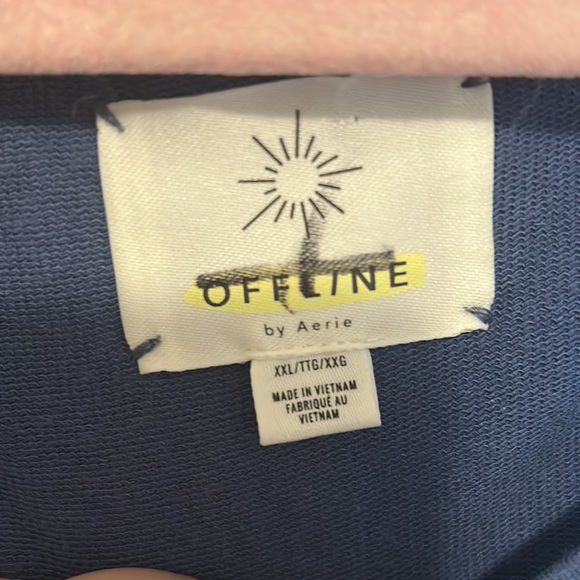 OFFLINE
by Aerie
XXL/TTG/XXG
MADE IN VIETNAM
FABRIQUÉ AU
VIETNAM